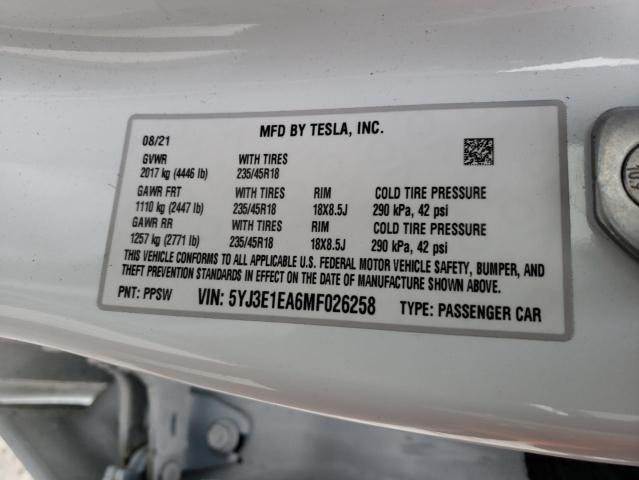 MFD BY TESLA, INC.
08/21
GVWR WITH TIRES
2017 kg (4446 lb) 235/45R18
GAWR FRT WITH TIRES RIM COLD TIRE PRESSURE
1110 kg (2447 lb) 235/45R18 18X8.5J 290 kPa, 42 psi
GAWR RR WITH TIRES RIM COLD TIRE PRESSURE
1257 kg (2771 lb) 235/45R18 18X8.5J 290 kPa, 42 psi
THIS VEHICLE CONFORMS TO ALL APPLICABLE U.S. FEDERAL MOTOR VEHICLE SAFETY, BUMPER, AND
THEFT PREVENTION STANDARDS IN EFFECT ON THE DATE OF MANUFACTURE SHOWN ABOVE.
PNT: PPSW VIN: 5YJ3E1EA6MF026258 TYPE: PASSENGER CAR